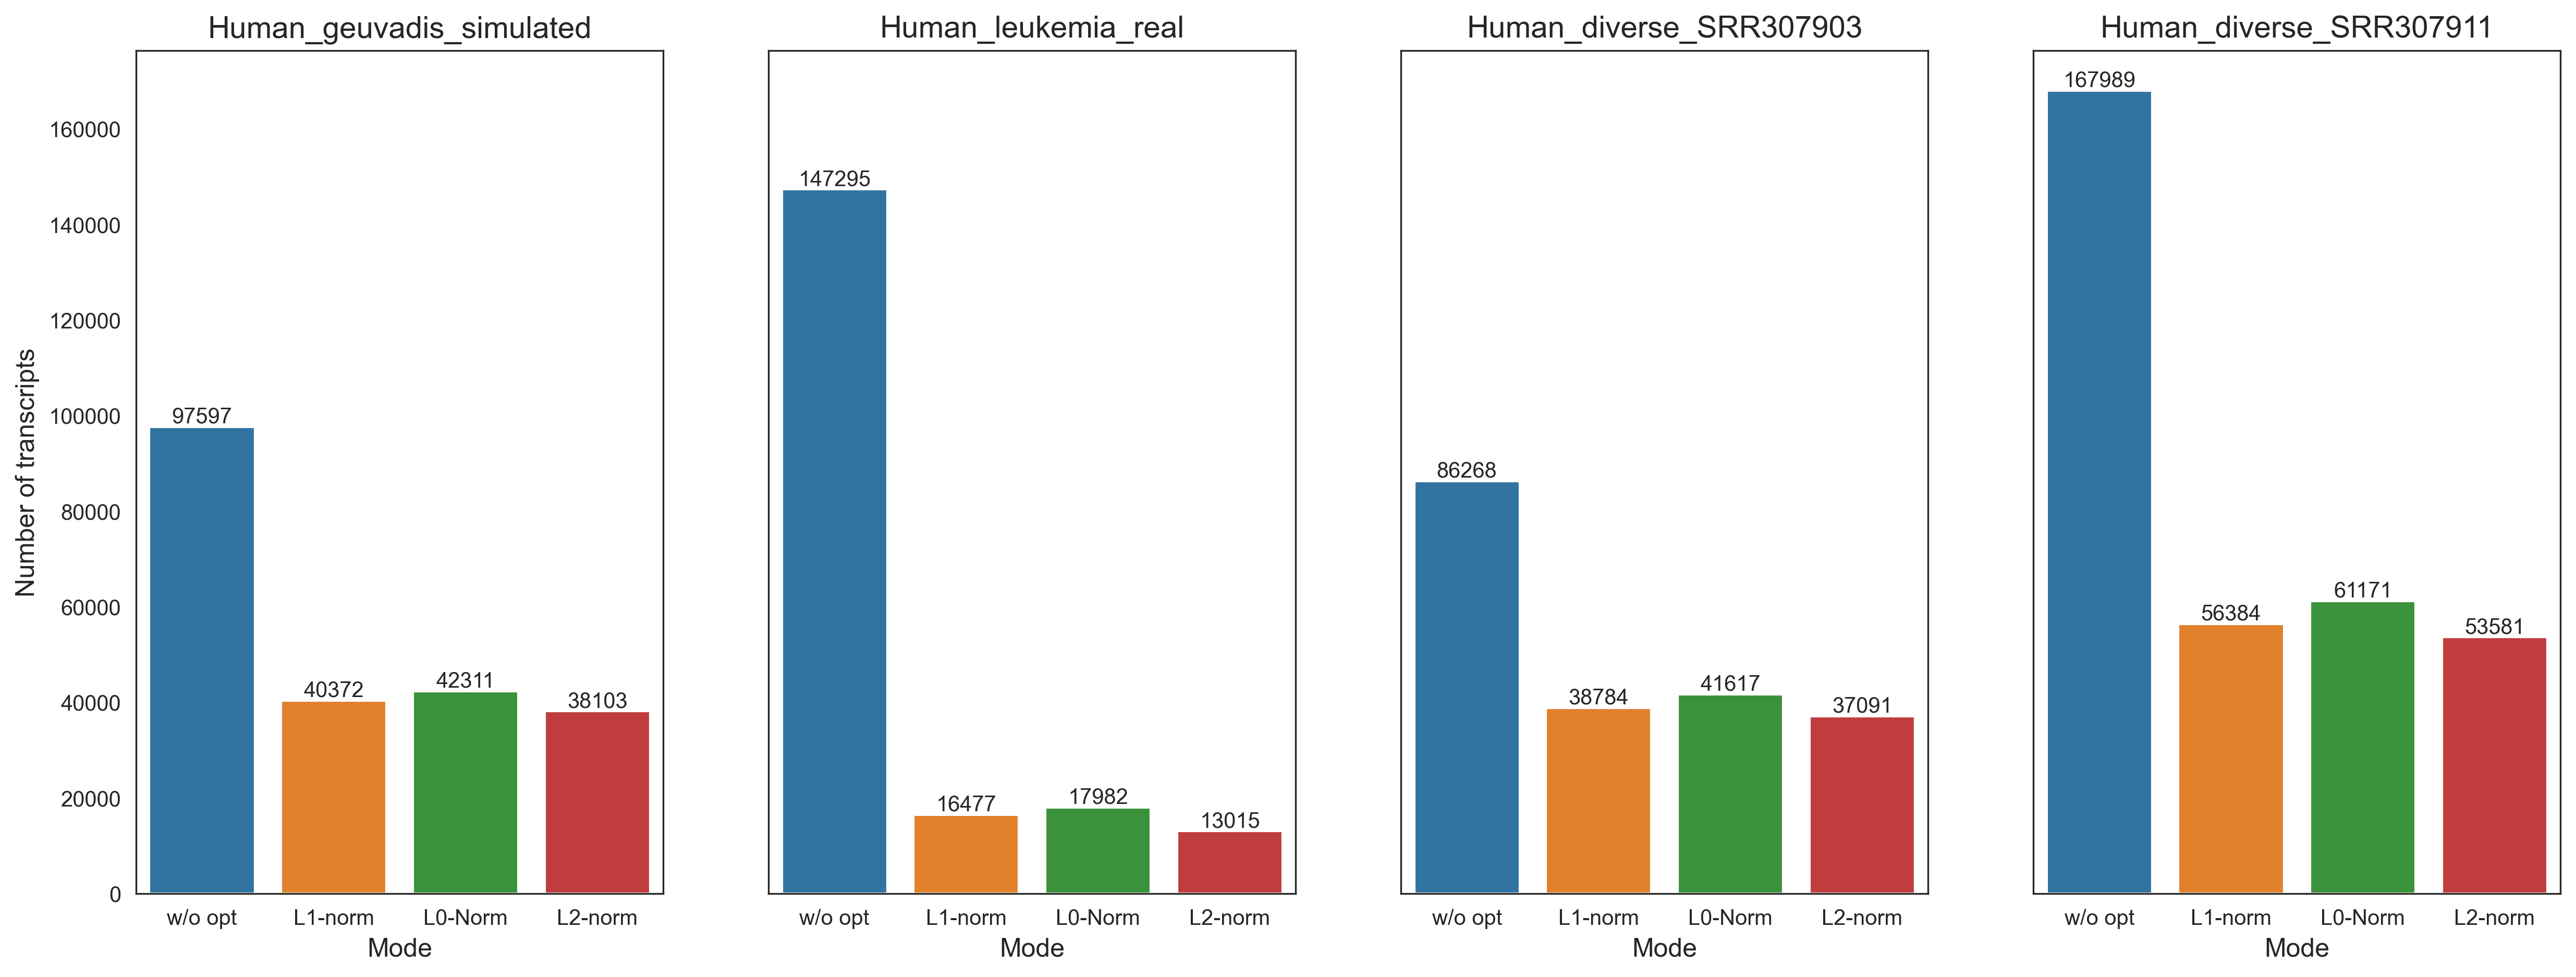 Human_geuvadis_simulated
Human_leukemia_real
Human_diverse_SRR307903
Human_diverse_SRR307911
Number of transcripts
160000
140000
120000
100000
80000
60000
40000
20000
0
97597
40372
42311
38103
w/o opt L1-norm L0-Norm L2-norm
Mode
147295
16477
17982
13015
w/o opt L1-norm L0-Norm L2-norm
Mode
86268
38784
41617
37091
w/o opt L1-norm L0-Norm L2-norm
Mode
167989
56384
61171
53581
w/o opt L1-norm L0-Norm L2-norm
Mode